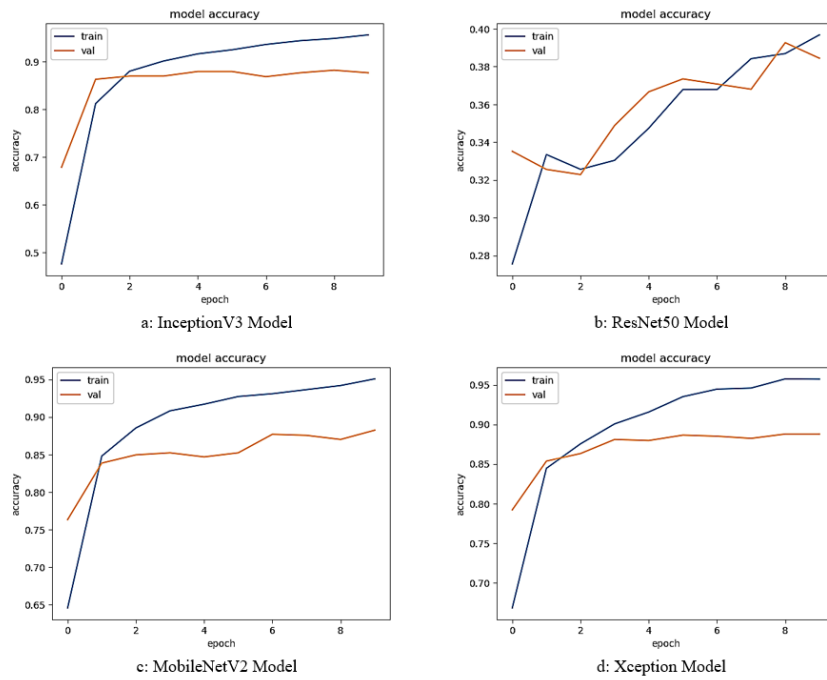 model accuracy
train
val
accuracy
0.9
0.8
0.7
0.6
0.5
0 2 4 6 8
epoch
a: InceptionV3 Model
model accuracy
train
val
accuracy
0.40
0.38
0.36
0.34
0.32
0.30
0.28
0 2 4 6 8
epoch
b: ResNet50 Model
model accuracy
train
val
accuracy
0.95
0.90
0.85
0.80
0.75
0.70
0.65
0 2 4 6 8
epoch
c: MobileNetV2 Model
model accuracy
train
val
accuracy
0.95
0.90
0.85
0.80
0.75
0.70
0 2 4 6 8
epoch
d: Xception Model